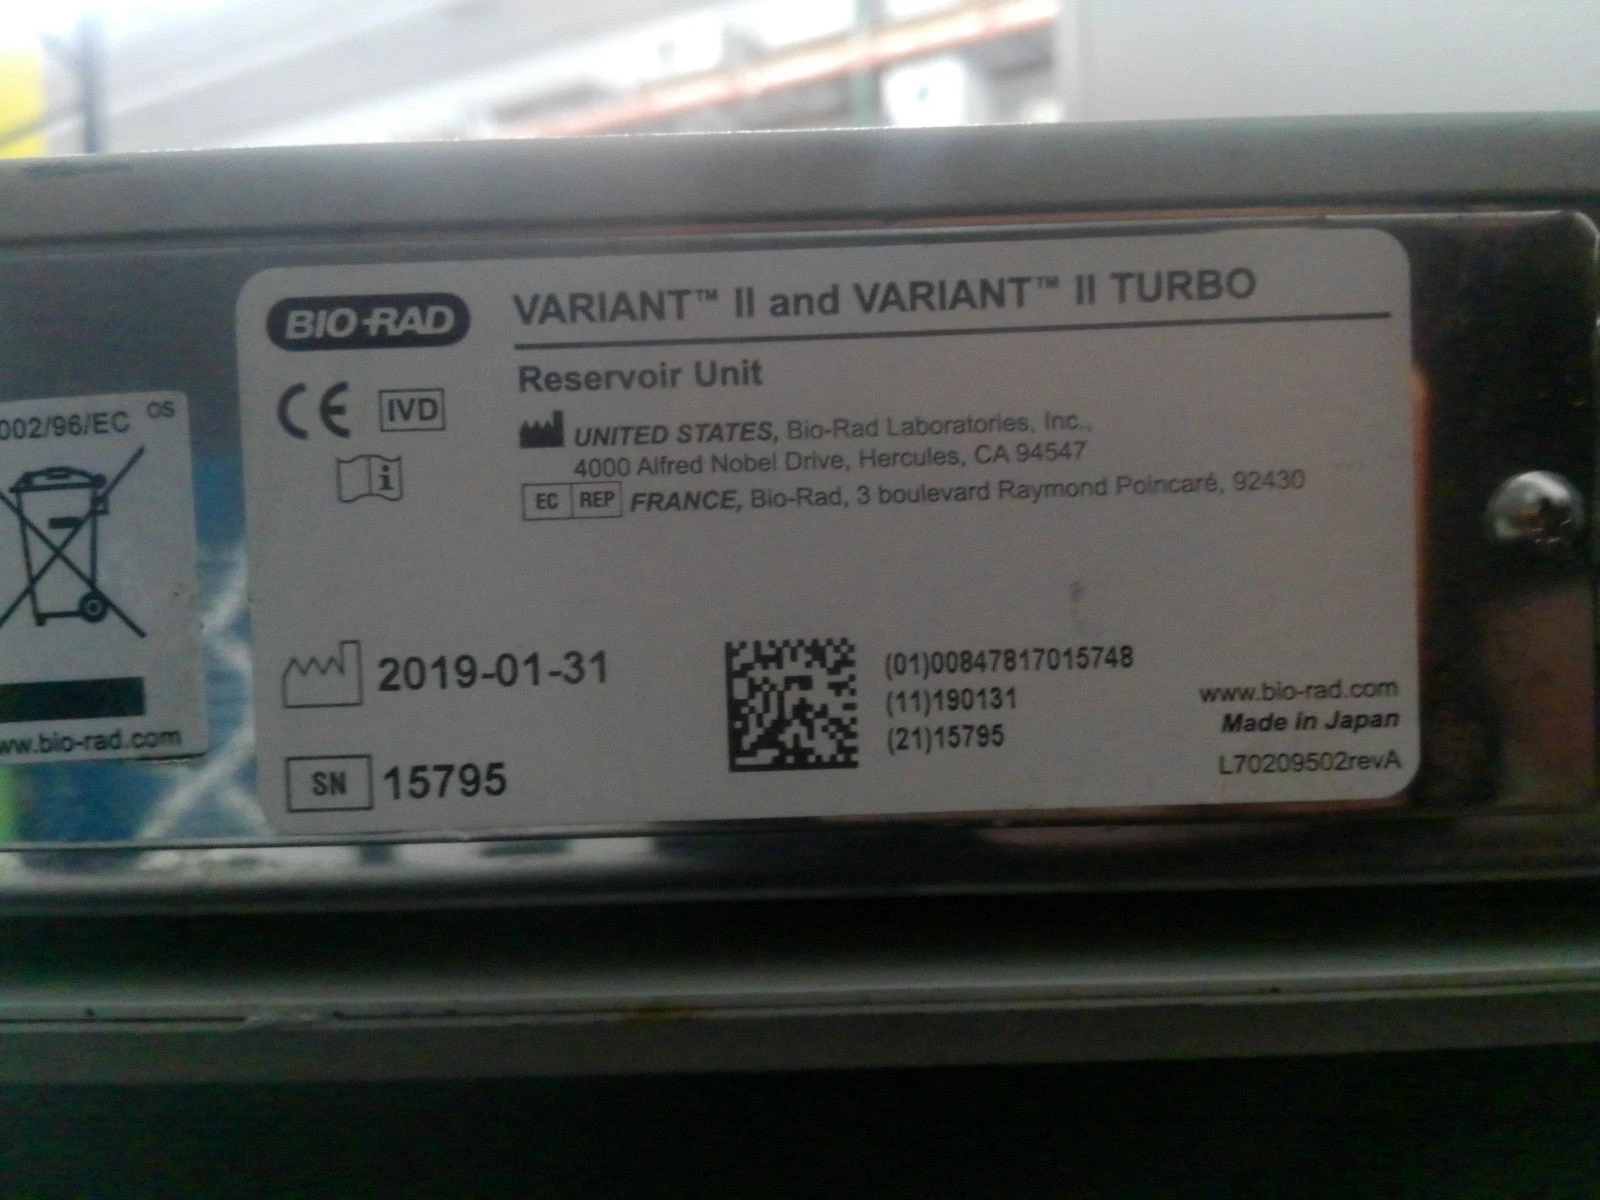 BIO-RAD
VARIANT™ II and VARIANT™ II TURBO
Reservoir Unit
CE IVD
i
UNITED STATES, Bio-Rad Laboratories, Inc.,
4000 Alfred Nobel Drive, Hercules, CA 94547
EC REP FRANCE, Bio-Rad, 3 boulevard Raymond Poincaré, 92430
2019-01-31
SN 15795
(01)00847817015748
(11)190131
(21)15795
www.bio-rad.com
Made in Japan
L70209502revA
002/96/EC OS
ww.bio-rad.com